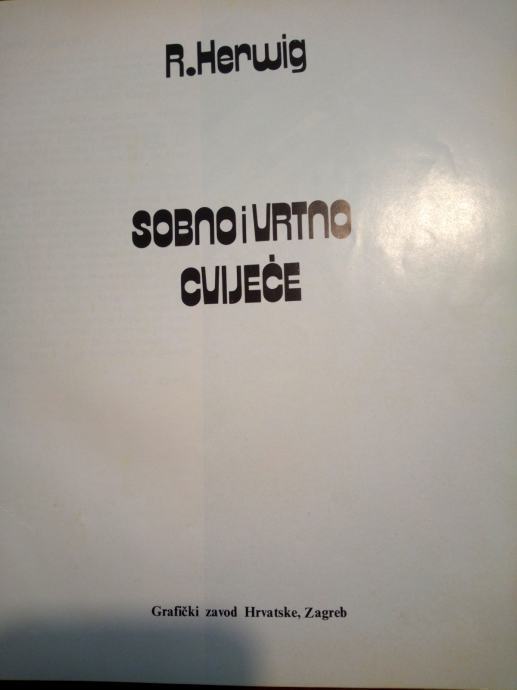 R.Herwig
SOBNO i VRTNO
CVIJEĆE
Grafički zavod Hrvatske, Zagreb